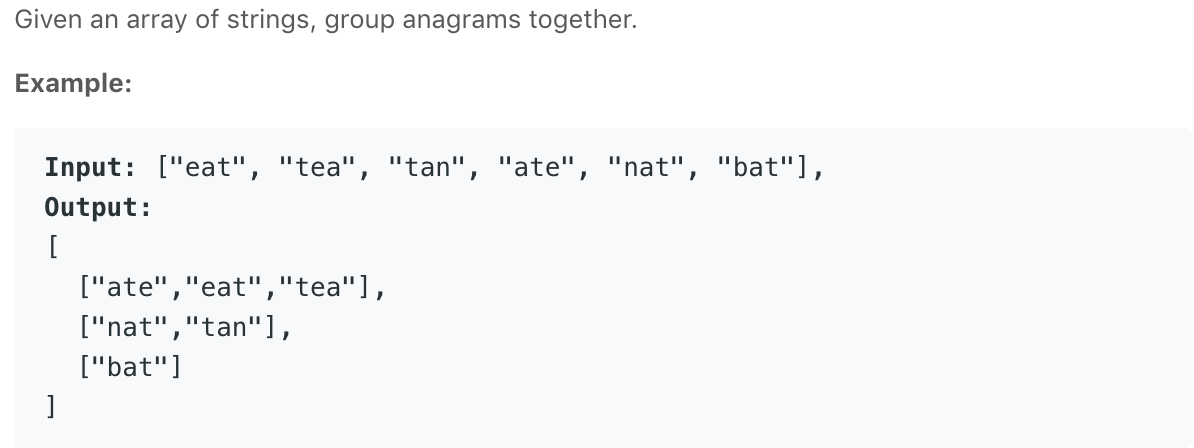 Given an array of strings, group anagrams together.
Example:
Input: ["eat", "tea", "tan", "ate", "nat", "bat"],
Output:
[
  ["ate","eat","tea"],
  ["nat","tan"],
  ["bat"]
]